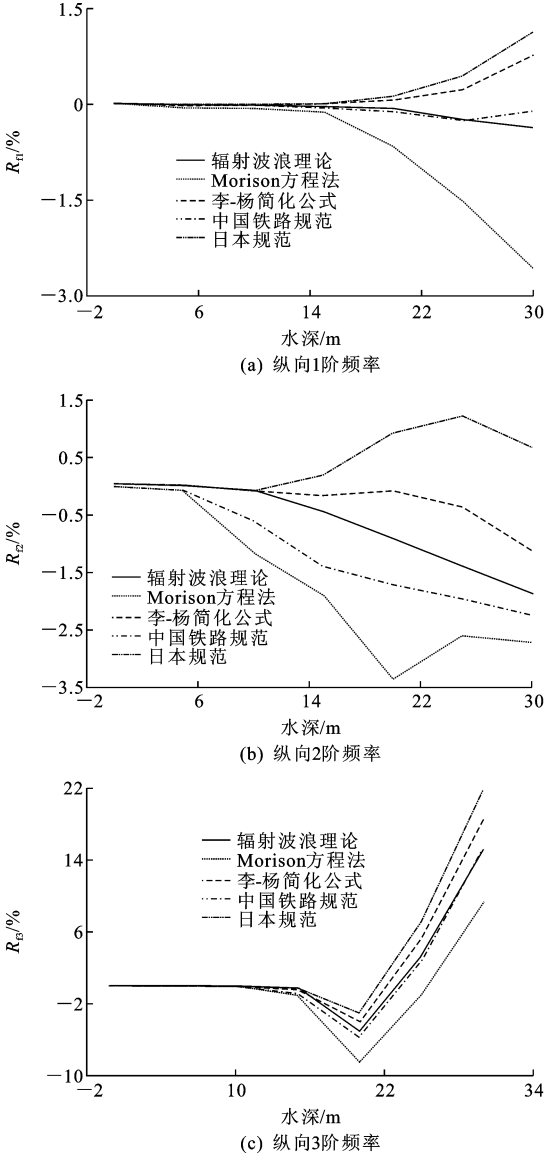 1.5
0
−1.5
−3.0
R_f1/%
辐射波浪理论
Morison方程法
李-杨简化公式
中国铁路规范
日本规范
−2 6 14 22 30
水深/m
(a) 纵向1阶频率
1.5
0.5
−0.5
−1.5
−2.5
−3.5
R_f2/%
辐射波浪理论
Morison方程法
李-杨简化公式
中国铁路规范
日本规范
−2 6 14 22 30
水深/m
(b) 纵向2阶频率
22
14
6
−2
−10
R_f3/%
辐射波浪理论
Morison方程法
李-杨简化公式
中国铁路规范
日本规范
−2 10 22 34
水深/m
(c) 纵向3阶频率